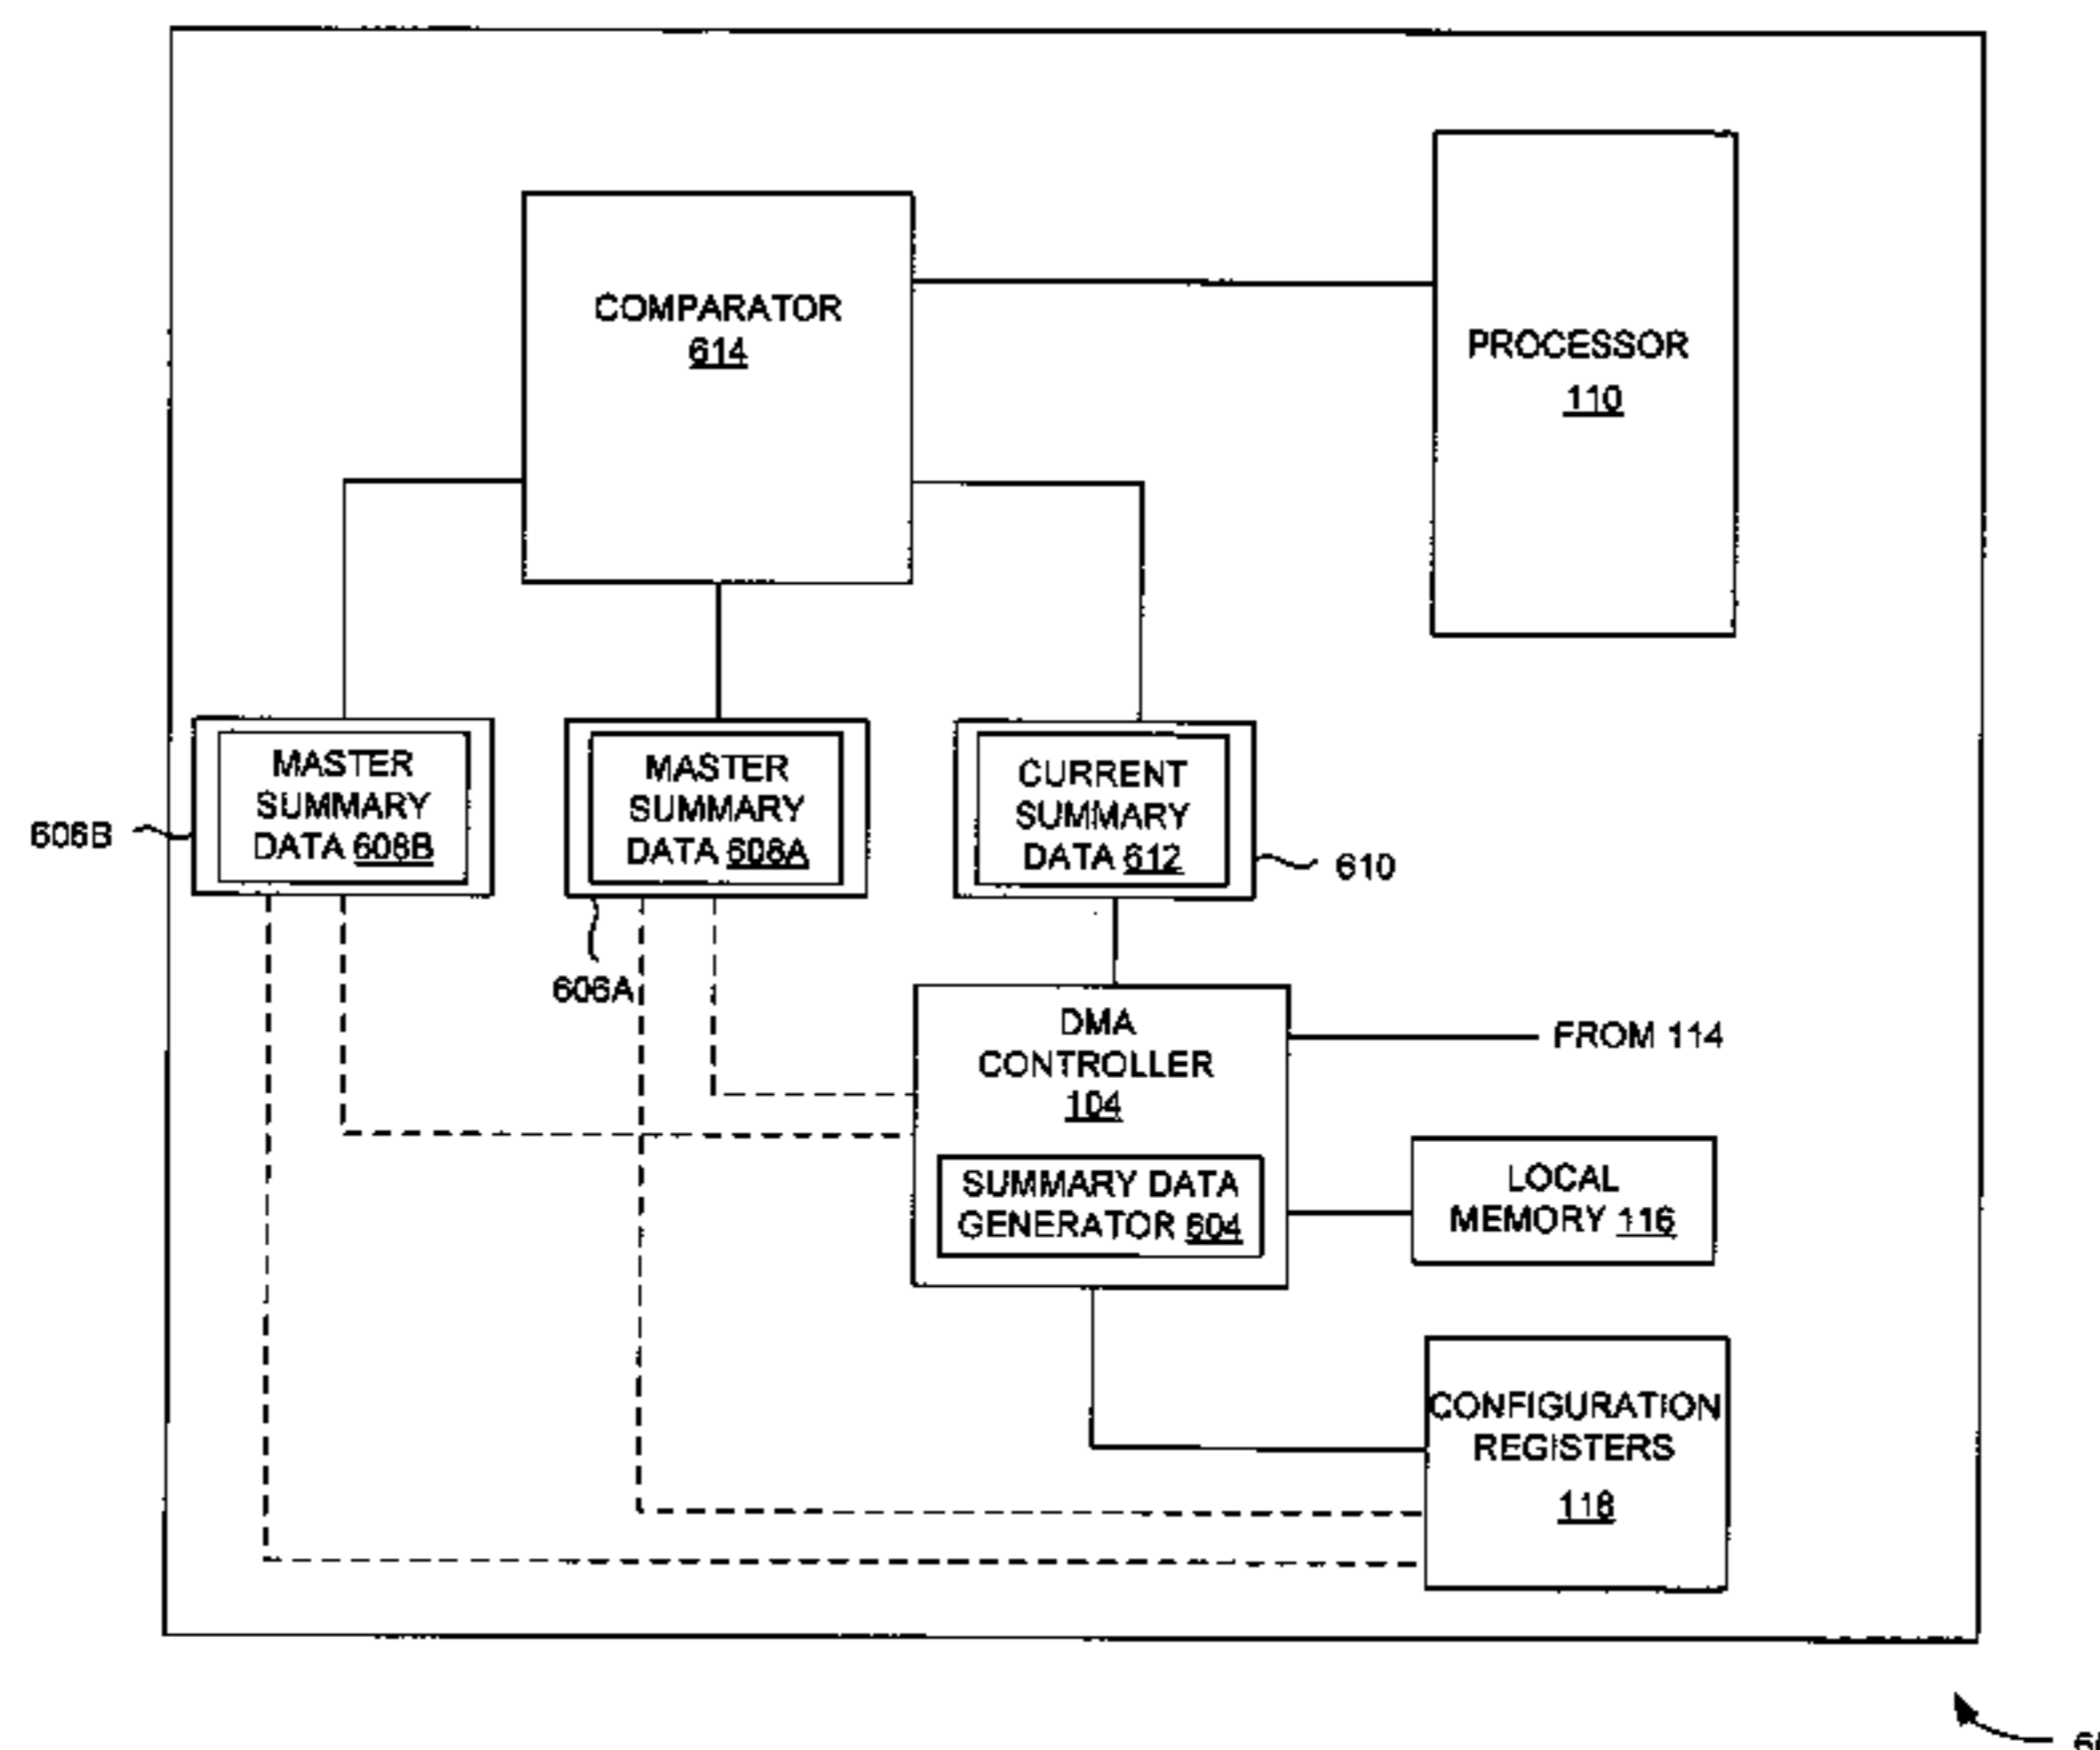 COMPARATOR
614
PROCESSOR
110
MASTER
SUMMARY
DATA 608B
606B
MASTER
SUMMARY
DATA 608A
606A
CURRENT
SUMMARY
DATA 612
610
DMA
CONTROLLER
104
FROM 114
SUMMARY DATA
GENERATOR 604
LOCAL
MEMORY 116
CONFIGURATION
REGISTERS
118